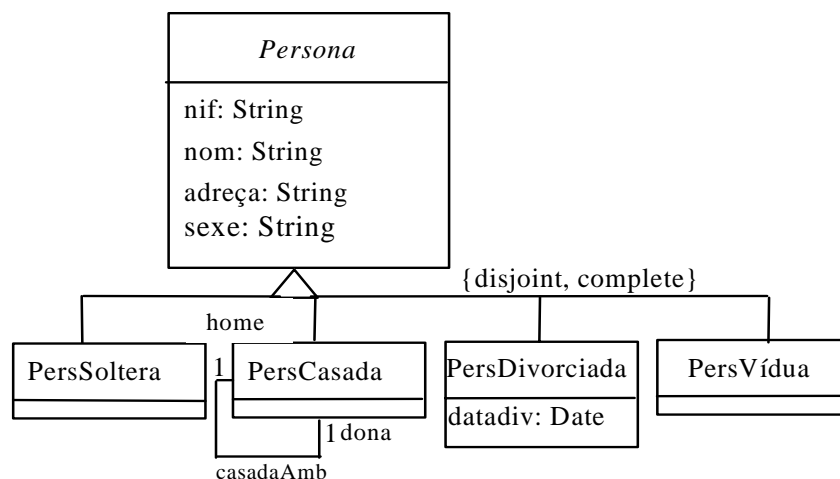 Persona
nif: String
nom: String
adreça: String
sexe: String
{disjoint, complete}
home
PersSoltera
1
PersCasada
PersDivorciada
PersVídua
datadiv: Date
1 dona
casadaAmb